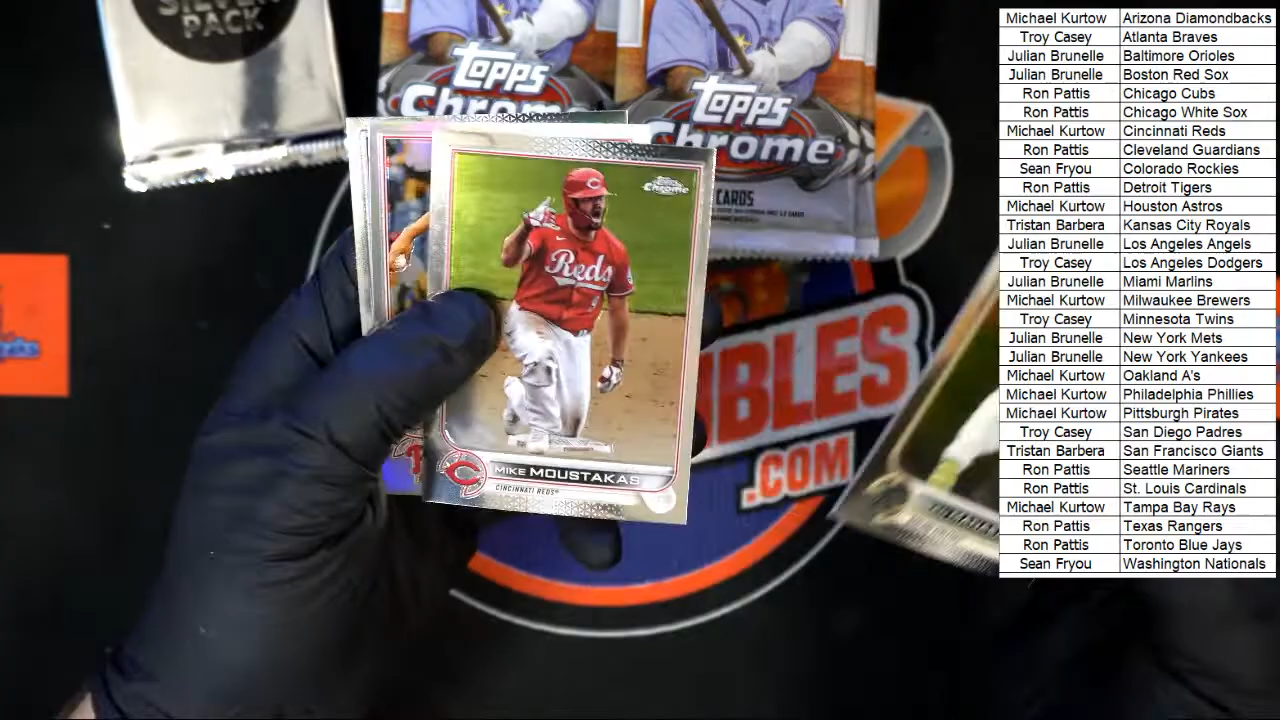 SILVER
PACK
TOPPS
Chrome
TOPPS
Chrome
CARDS
Topps
Chrome
Reds
MIKE MOUSTAKAS
CINCINNATI REDS
IBLES
.COM
Michael Kurtow Arizona Diamondbacks
Troy Casey Atlanta Braves
Julian Brunelle Baltimore Orioles
Julian Brunelle Boston Red Sox
Ron Pattis Chicago Cubs
Ron Pattis Chicago White Sox
Michael Kurtow Cincinnati Reds
Ron Pattis Cleveland Guardians
Sean Fryou Colorado Rockies
Ron Pattis Detroit Tigers
Michael Kurtow Houston Astros
Tristan Barbera Kansas City Royals
Julian Brunelle Los Angeles Angels
Troy Casey Los Angeles Dodgers
Julian Brunelle Miami Marlins
Michael Kurtow Milwaukee Brewers
Troy Casey Minnesota Twins
Julian Brunelle New York Mets
Julian Brunelle New York Yankees
Michael Kurtow Oakland A's
Michael Kurtow Philadelphia Phillies
Michael Kurtow Pittsburgh Pirates
Troy Casey San Diego Padres
Tristan Barbera San Francisco Giants
Ron Pattis Seattle Mariners
Ron Pattis St. Louis Cardinals
Michael Kurtow Tampa Bay Rays
Ron Pattis Texas Rangers
Ron Pattis Toronto Blue Jays
Sean Fryou Washington Nationals